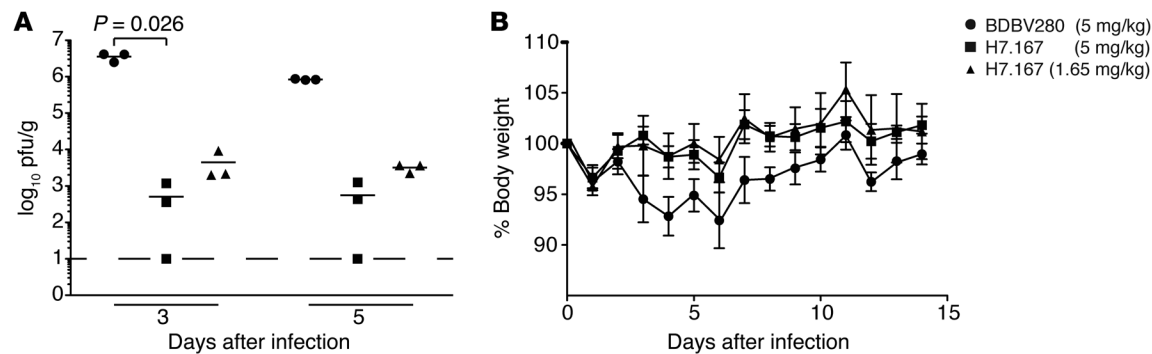 A
P = 0.026
7
6
5
4
3
2
1
0
log10 pfu/g
3
5
Days after infection
B
110
105
100
95
90
% Body weight
0
5
10
15
Days after infection
BDBV280 (5 mg/kg)
H7.167 (5 mg/kg)
H7.167 (1.65 mg/kg)